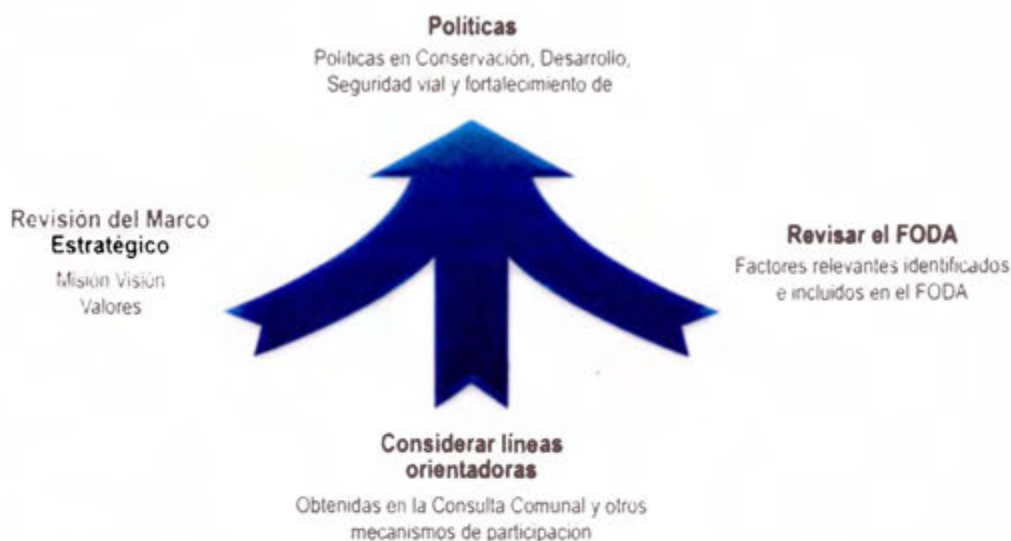 Políticas
Políticas en Conservación, Desarrollo,
Seguridad vial y fortalecimiento de
Revisión del Marco
Estratégico
Misión Visión
Valores
Revisar el FODA
Factores relevantes identificados
e incluidos en el FODA
Considerar líneas
orientadoras
Obtenidas en la Consulta Comunal y otros
mecanismos de participación